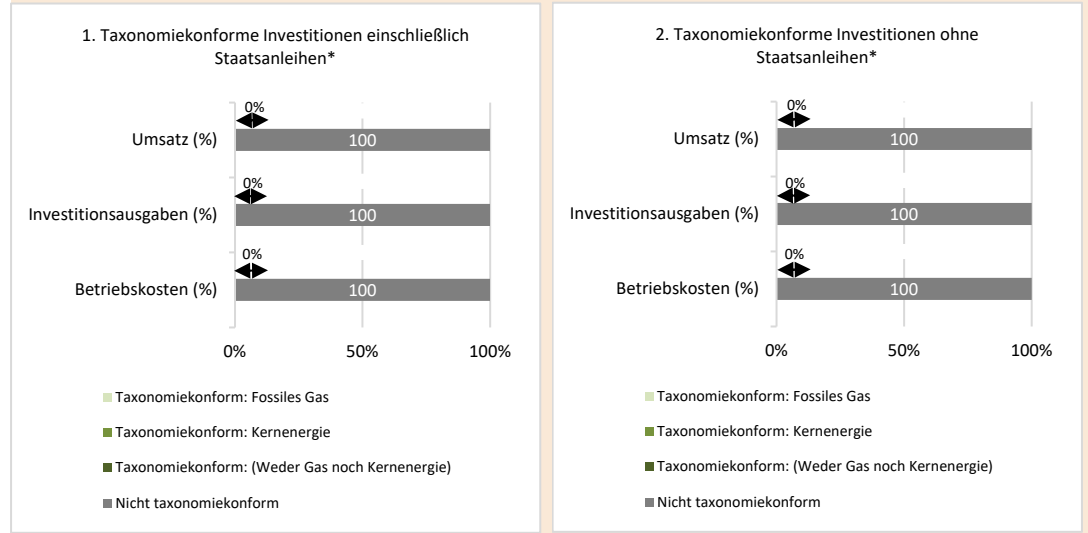 1. Taxonomiekonforme Investitionen einschließlich
Staatsanleihen*
0%
Umsatz (%)
100
0%
Investitionsausgaben (%)
100
0%
Betriebskosten (%)
100
0%
50%
100%
Taxonomiekonform: Fossiles Gas
Taxonomiekonform: Kernenergie
Taxonomiekonform: (Weder Gas noch Kernenergie)
Nicht taxonomiekonform
2. Taxonomiekonforme Investitionen ohne
Staatsanleihen*
0%
Umsatz (%)
100
0%
Investitionsausgaben (%)
100
0%
Betriebskosten (%)
100
0%
50%
100%
Taxonomiekonform: Fossiles Gas
Taxonomiekonform: Kernenergie
Taxonomiekonform: (Weder Gas noch Kernenergie)
Nicht taxonomiekonform